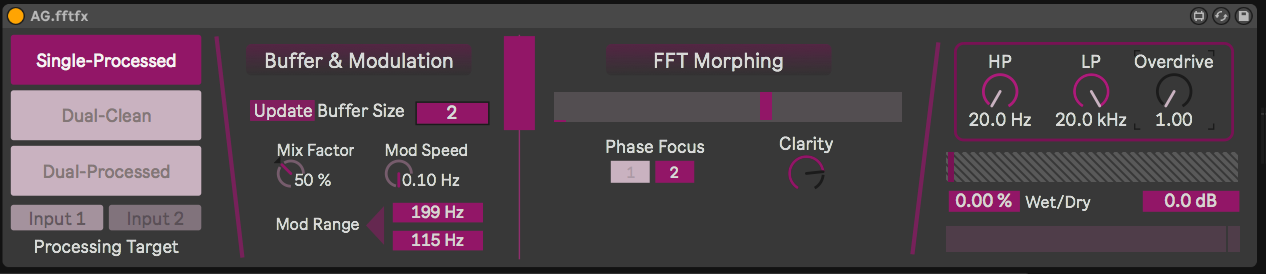 AG.fftfx
Single-Processed
Dual-Clean
Dual-Processed
Input 1 Input 2
Processing Target
Buffer & Modulation
Update Buffer Size 2
Mix Factor Mod Speed
50 % 0.10 Hz
Mod Range 199 Hz
115 Hz
FFT Morphing
Phase Focus Clarity
1 2
HP LP Overdrive
20.0 Hz 20.0 kHz 1.00
0.00 % Wet/Dry 0.0 dB